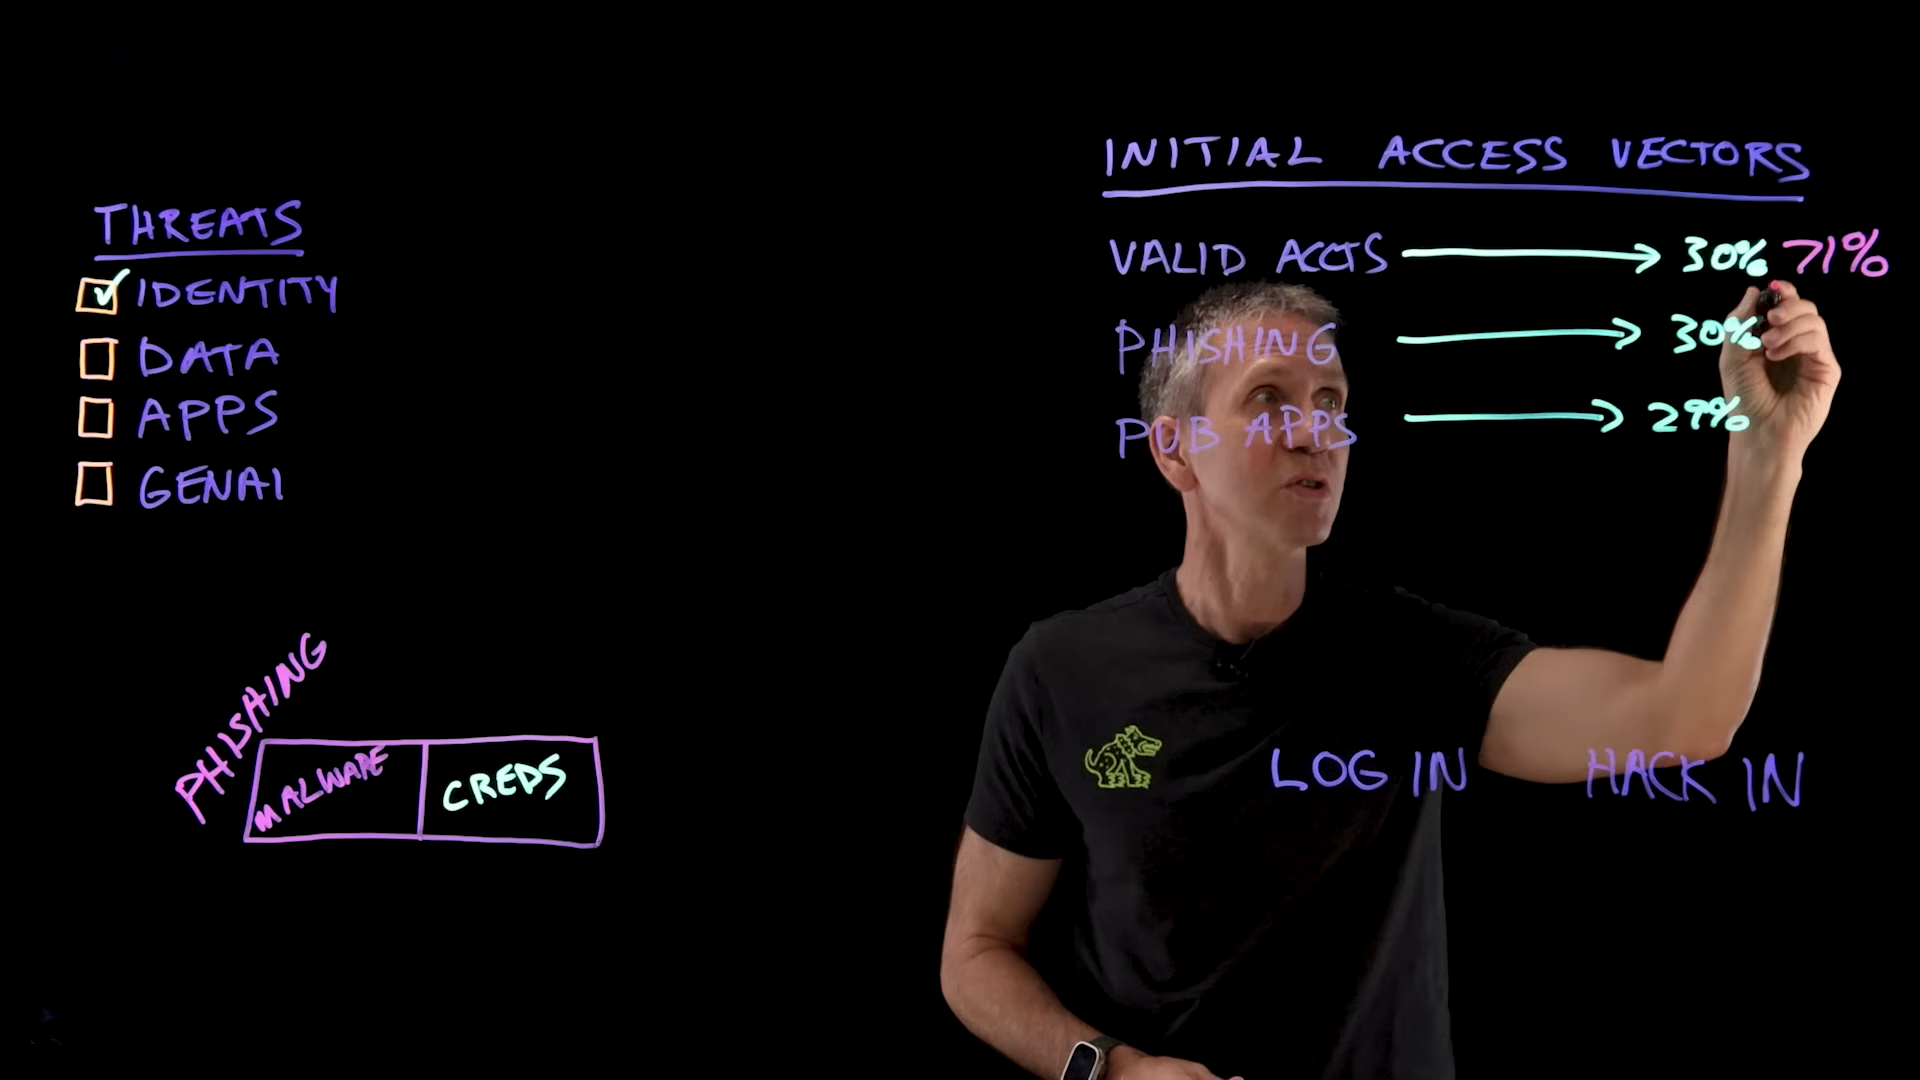 THREATS
IDENTITY
DATA
APPS
GENAI
PHISHING
MALWARE
CREDS
INITIAL ACCESS VECTORS
VALID ACCTS 30% 71%
PHISHING 30%
PUB APPS 29%
LOG IN HACK IN